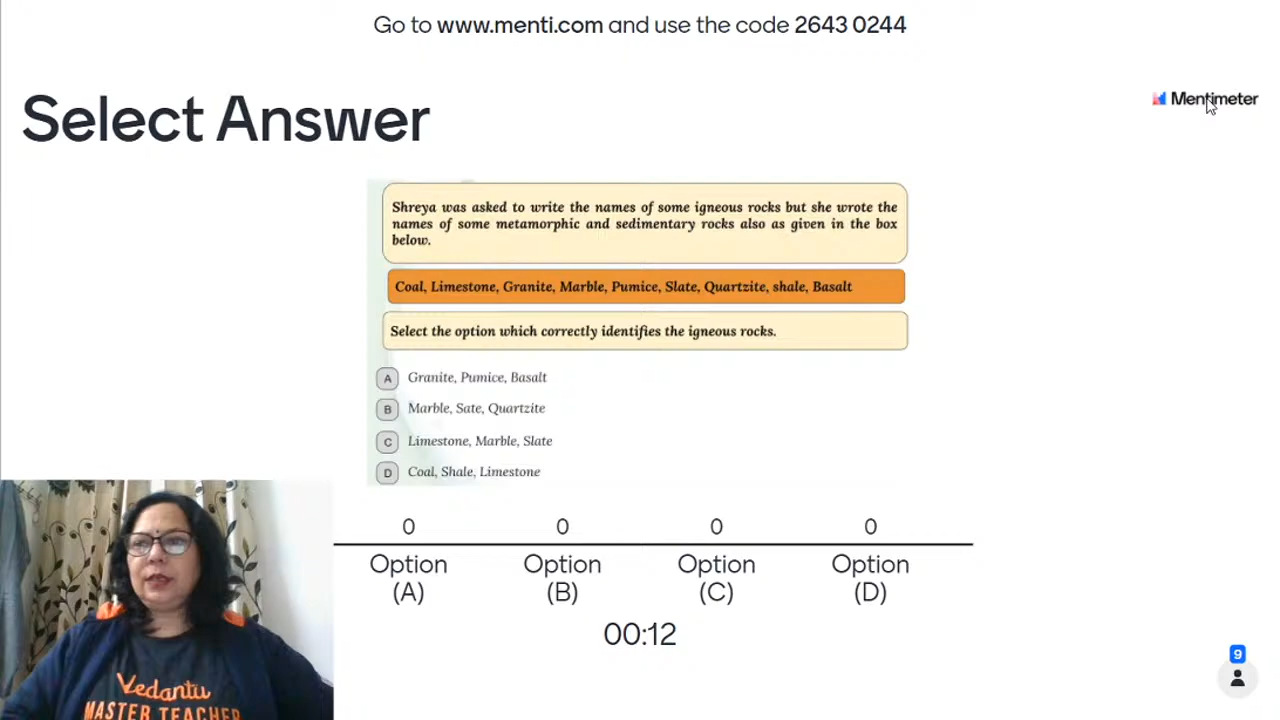 Go to www.menti.com and use the code 2643 0244
Select Answer
Mentimeter
Shreya was asked to write the names of some igneous rocks but she wrote the
names of some metamorphic and sedimentary rocks also as given in the box
below.
Coal, Limestone, Granite, Marble, Pumice, Slate, Quartzite, shale, Basalt
Select the option which correctly identifies the igneous rocks.
A Granite, Pumice, Basalt
B Marble, Sate, Quartzite
C Limestone, Marble, Slate
D Coal, Shale, Limestone
0 0 0 0
Option Option Option Option
(A) (B) (C) (D)
00:12
9
Vedantu
MASTER TEACHER